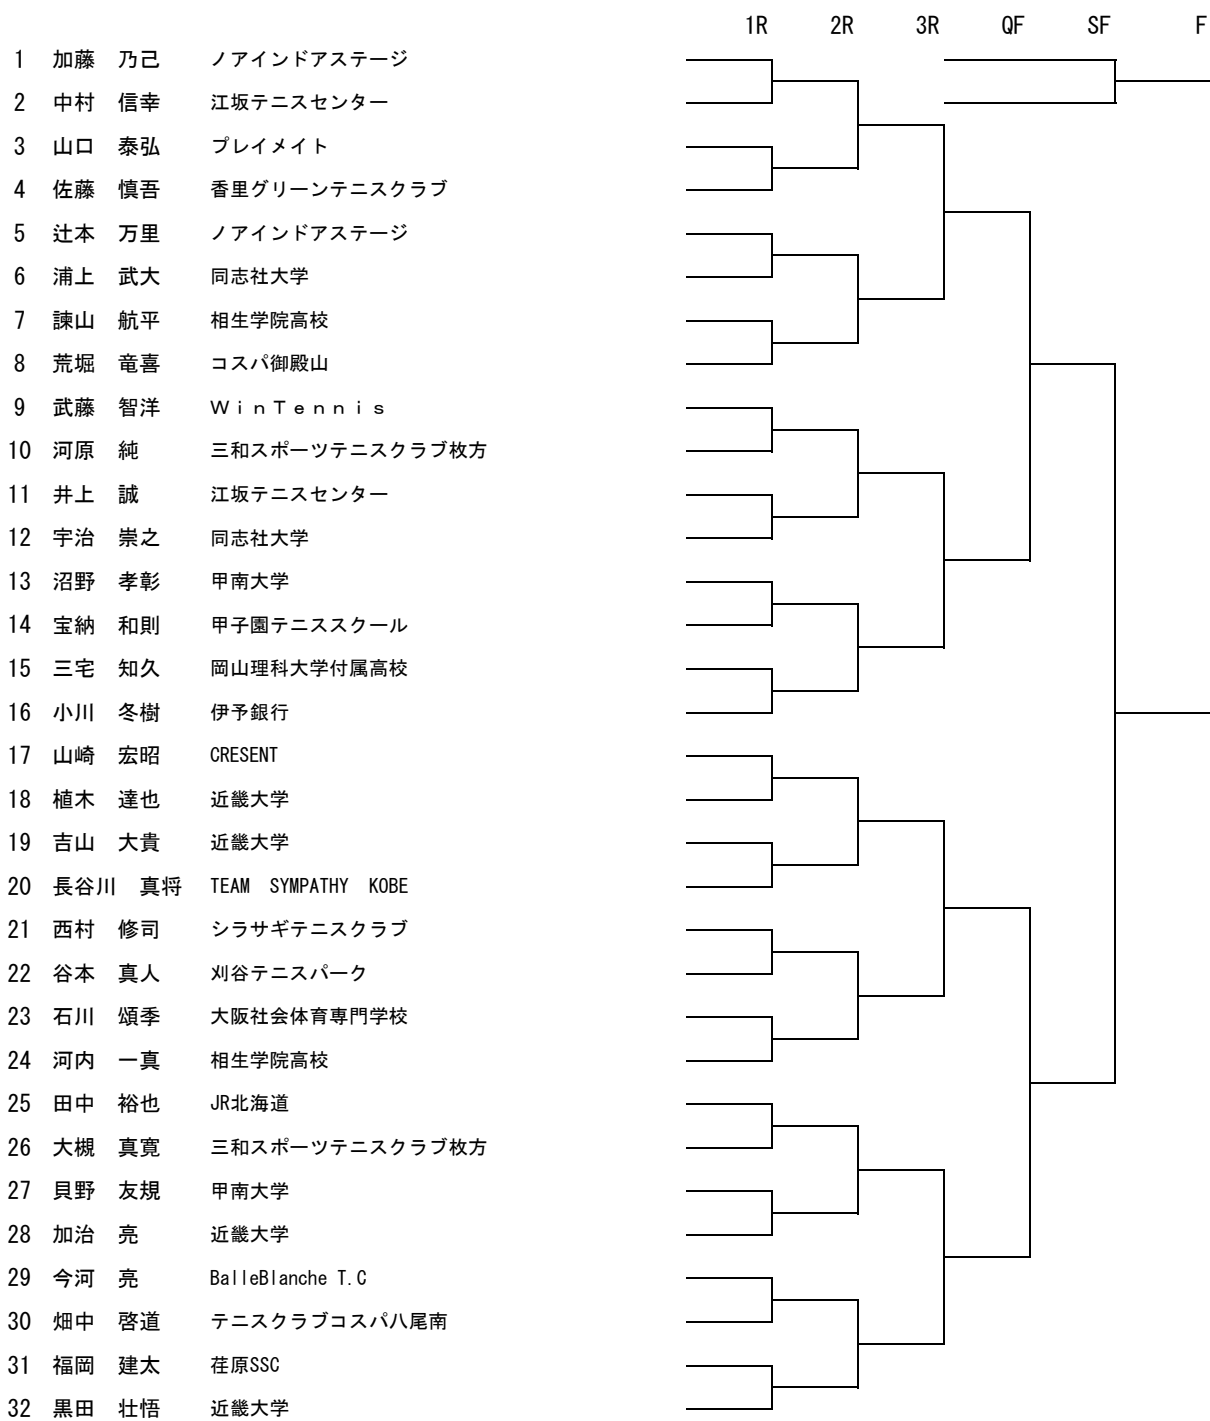 1R 2R 3R QF SF F
1 加藤 乃己 ノアインドアステージ
2 中村 信幸 江坂テニスセンター
3 山口 泰弘 プレイメイト
4 佐藤 慎吾 香里グリーンテニスクラブ
5 辻本 万里 ノアインドアステージ
6 浦上 武大 同志社大学
7 諫山 航平 相生学院高校
8 荒堀 竜喜 コスパ御殿山
9 武藤 智洋 ＷｉｎＴｅｎｎｉｓ
10 河原 純 三和スポーツテニスクラブ枚方
11 井上 誠 江坂テニスセンター
12 宇治 崇之 同志社大学
13 沼野 孝彰 甲南大学
14 宝納 和則 甲子園テニススクール
15 三宅 知久 岡山理科大学付属高校
16 小川 冬樹 伊予銀行
17 山崎 宏昭 CRESENT
18 植木 達也 近畿大学
19 吉山 大貴 近畿大学
20 長谷川 真将 TEAM SYMPATHY KOBE
21 西村 修司 シラサギテニスクラブ
22 谷本 真人 刈谷テニスパーク
23 石川 頌季 大阪社会体育専門学校
24 河内 一真 相生学院高校
25 田中 裕也 JR北海道
26 大槻 真寛 三和スポーツテニスクラブ枚方
27 貝野 友規 甲南大学
28 加治 亮 近畿大学
29 今河 亮 BalleBlanche T.C
30 畑中 啓道 テニスクラブコスパ八尾南
31 福岡 建太 荏原SSC
32 黒田 壮悟 近畿大学